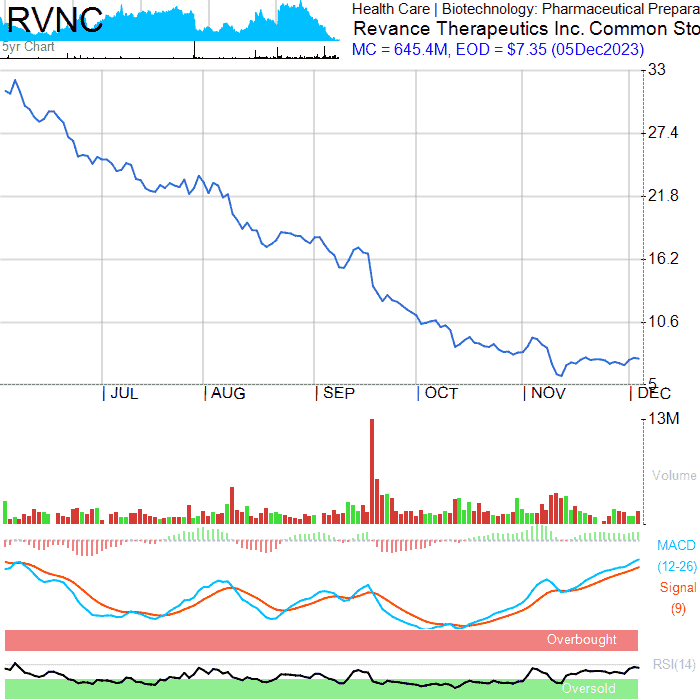 RVNC
5yr Chart
Health Care | Biotechnology: Pharmaceutical Prepara
Revance Therapeutics Inc. Common Sto
MC = 645.4M, EOD = $7.35 (05Dec2023)
33
27.4
21.8
16.2
10.6
5
| JUL | AUG | SEP | OCT | NOV | DEC
13M
Volume
MACD
(12-26)
Signal
(9)
Overbought
RSI(14)
Oversold